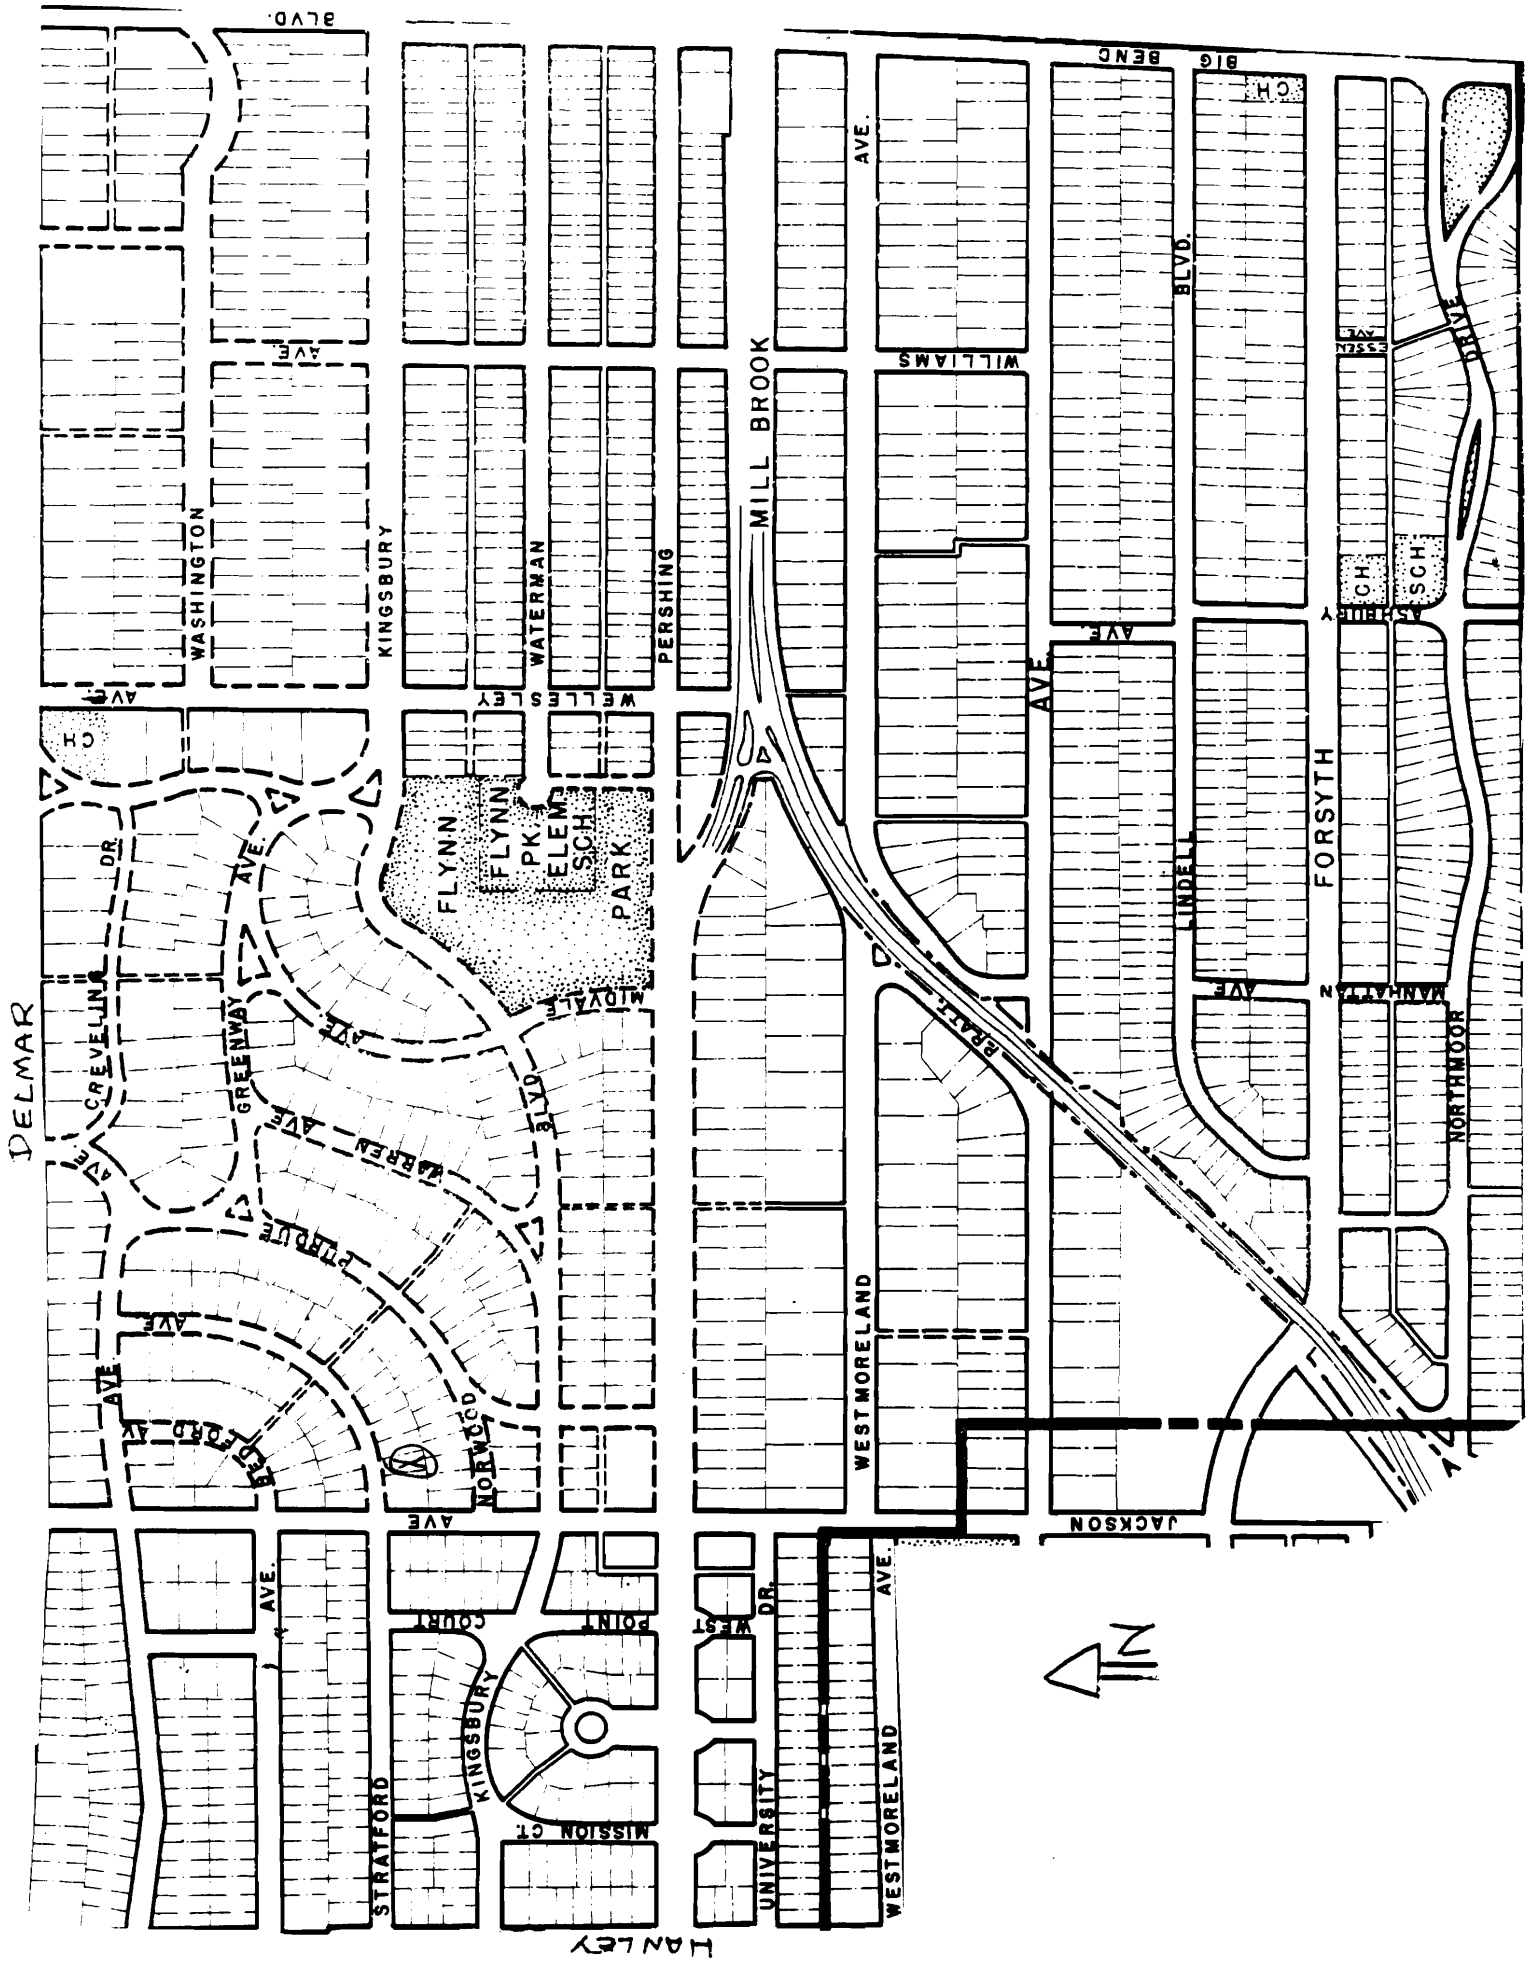 BLVD.
BIG
BEND
CH
AVE.
BLVD.
DRIVE
ESSEN
AVE.
AVE.
WILLIAMS
MILL BROOK
WASHINGTON
KINGSBURY
WATERMAN
PERSHING
CH
SCH.
ASHBURY
AVE.
AVE.
AVE.
WELLESLEY
CH
FORSYTH
DR.
AVE.
FLYNN
FLYNN
PK.
ELEM
SCH.
PARK
LINDELL
DELMAR
CREVELING
GREENWAY
AVE
MIDVALE
PRATT
AVE
MANHATTAN
NORTHMOOR
BLVD
AVE
WARREN
AVE
PURDUE
AVE
AVE
BEDFORD AV
NORWOOD
WESTMORELAND
AVE
JACKSON
AVE.
COURT
POINT
WEST
DR.
AVE
N
KINGSBURY
STRATFORD
MISSION CT.
UNIVERSITY
WESTMORELAND
HANLEY